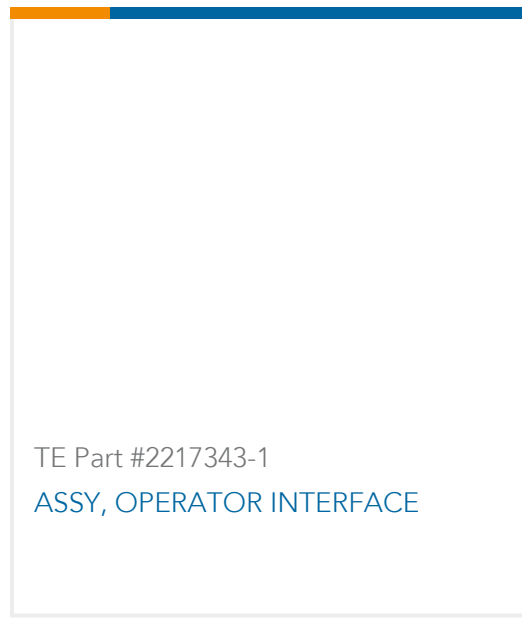 TE Part #2217343-1
ASSY, OPERATOR INTERFACE